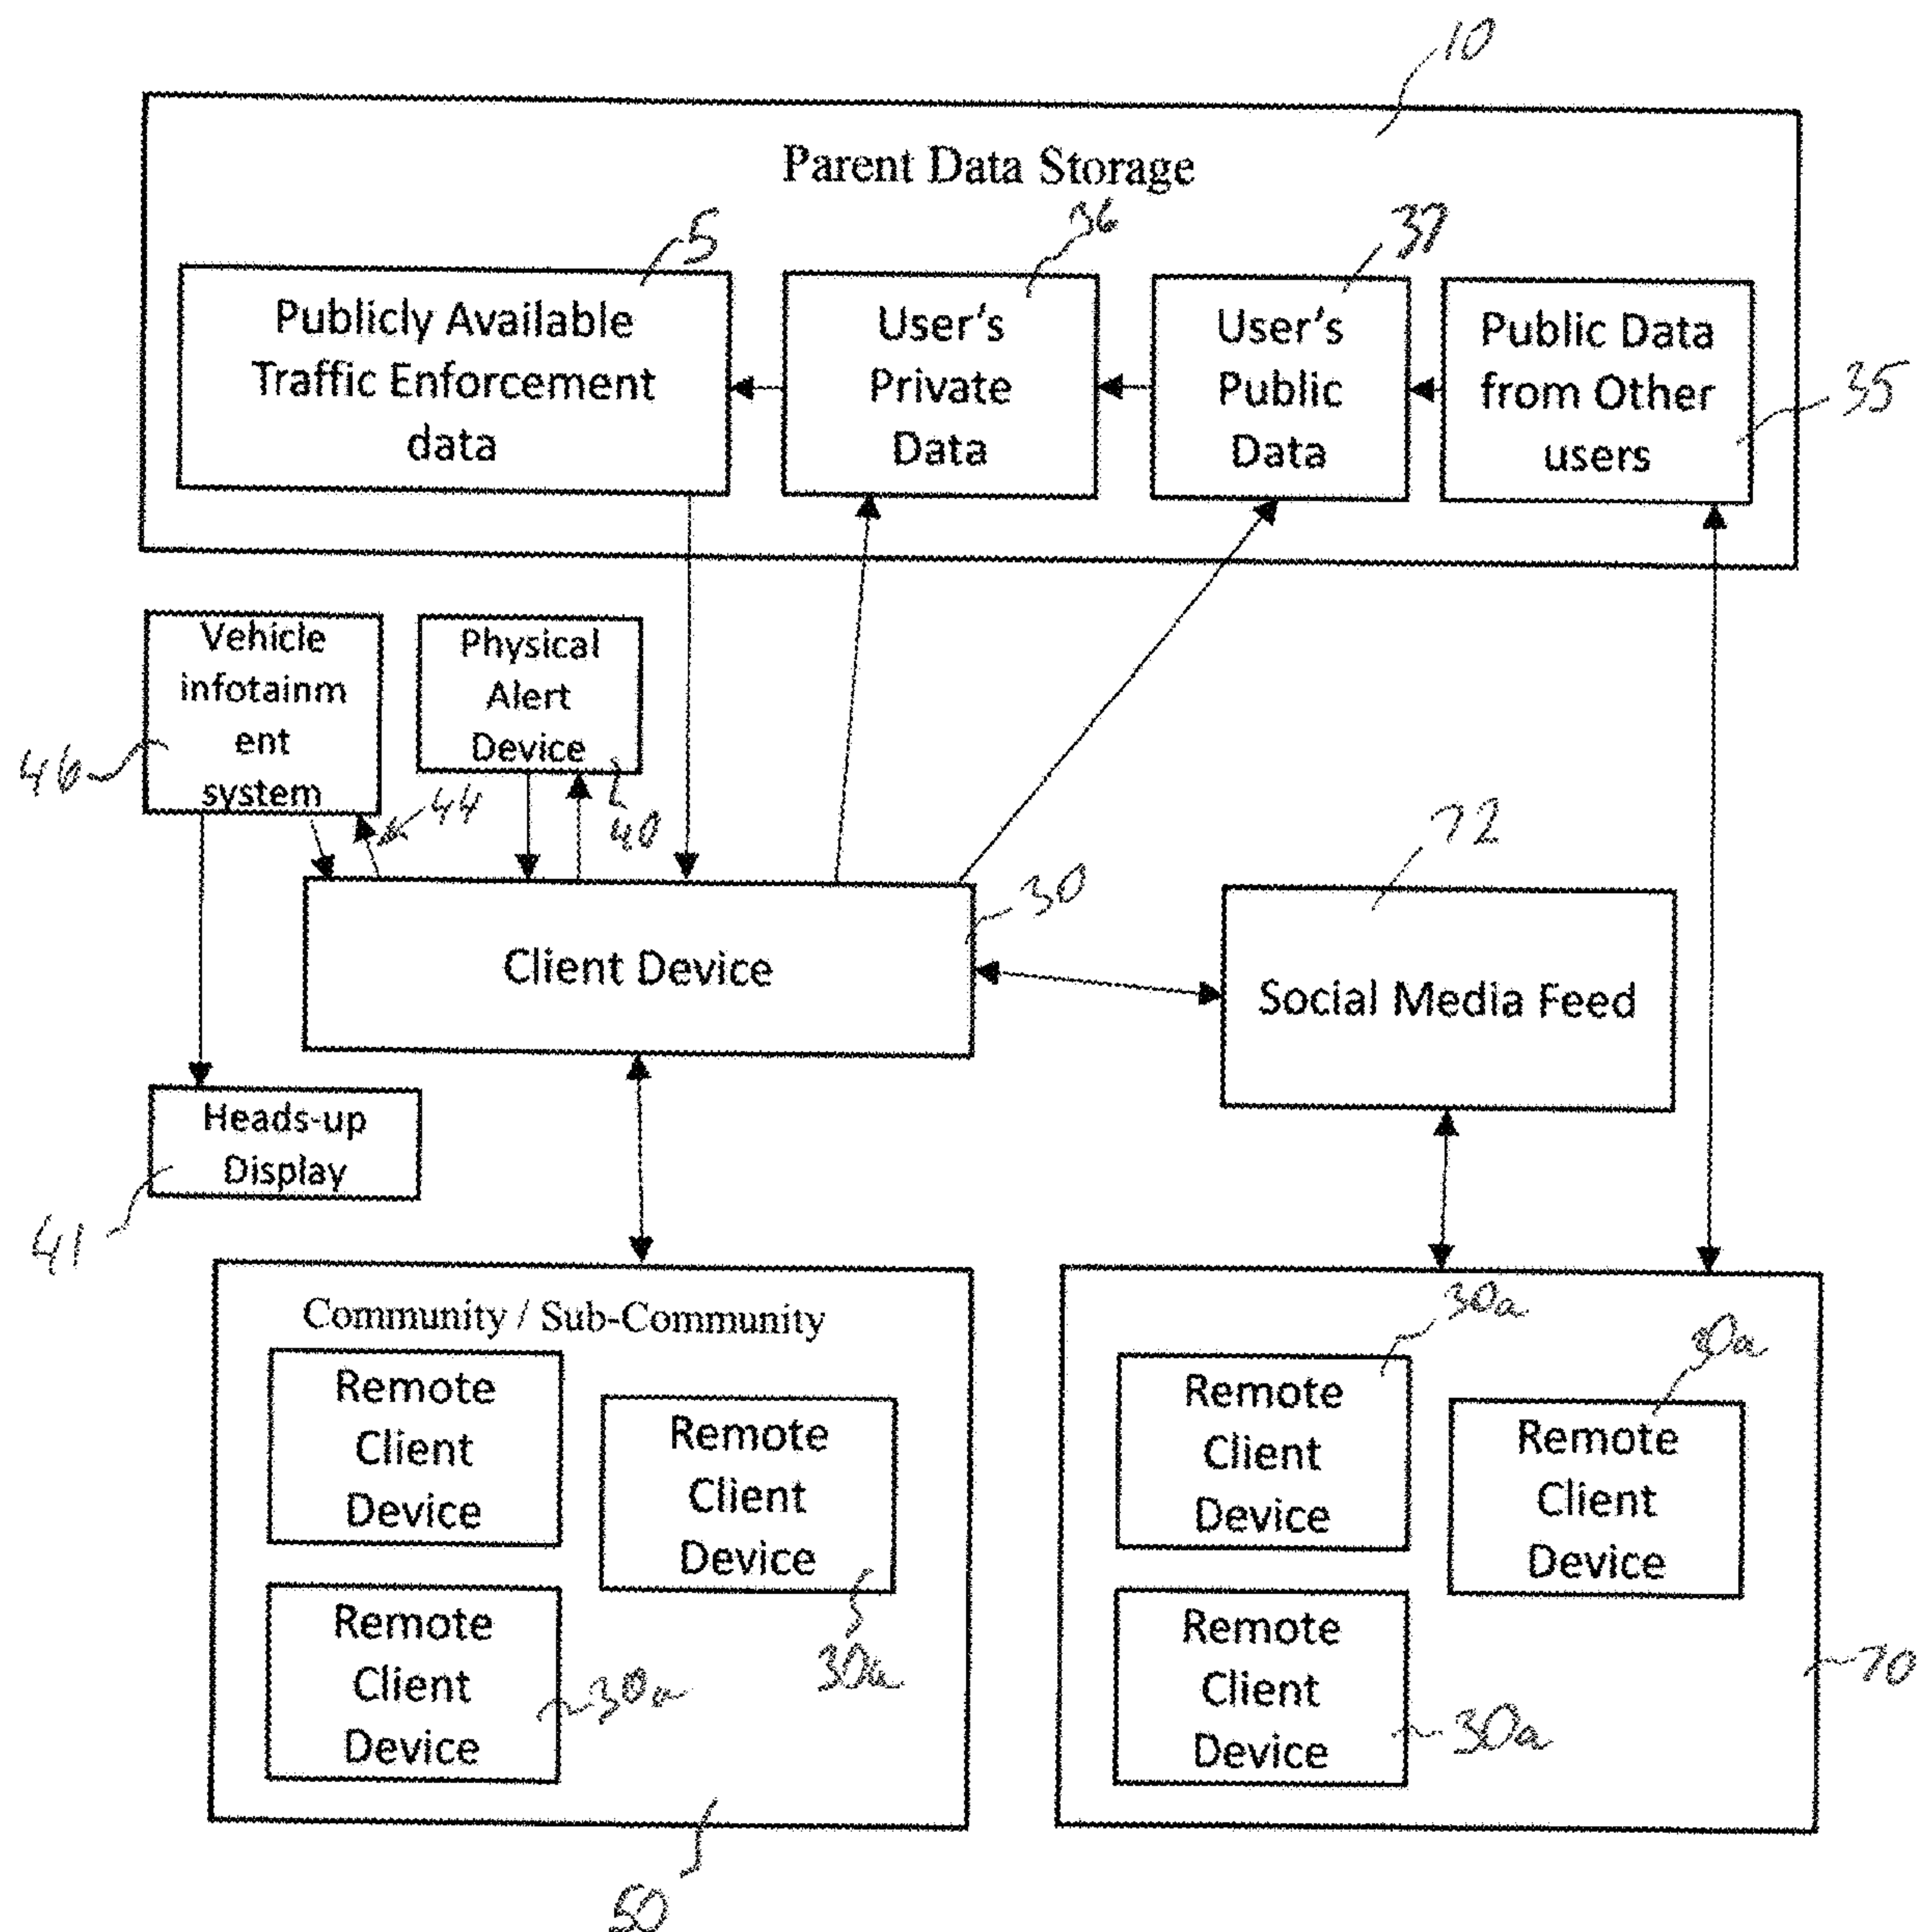 10
Parent Data Storage
5
36
37
Publicly Available
Traffic Enforcement
data
User's
Private
Data
User's
Public
Data
Public Data
from Other
users
35
Vehicle
infotainm
ent
system
46
Physical
Alert
Device
44
40
72
30
Client Device
Social Media Feed
Heads-up
Display
41
Community / Sub-Community
Remote
Client
Device
Remote
Client
Device
30a
Remote
Client
Device
30a
50
30a
30a
Remote
Client
Device
Remote
Client
Device
Remote
Client
Device
30a
70